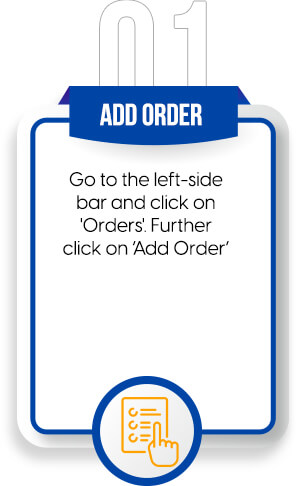 01
ADD ORDER
Go to the left-side
bar and click on
'Orders'. Further
click on ‘Add Order’